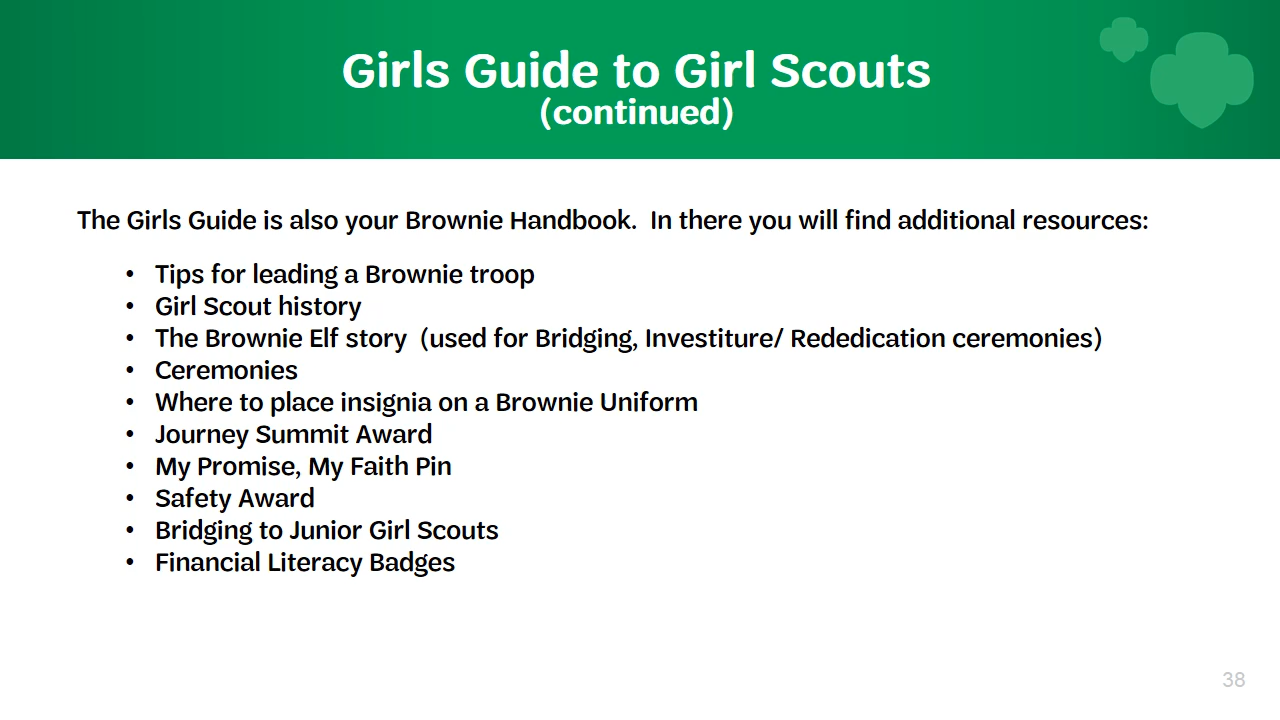 Girls Guide to Girl Scouts
(continued)
The Girls Guide is also your Brownie Handbook.  In there you will find additional resources:
• Tips for leading a Brownie troop
• Girl Scout history
• The Brownie Elf story  (used for Bridging, Investiture/ Rededication ceremonies)
• Ceremonies
• Where to place insignia on a Brownie Uniform
• Journey Summit Award
• My Promise, My Faith Pin
• Safety Award
• Bridging to Junior Girl Scouts
• Financial Literacy Badges
38